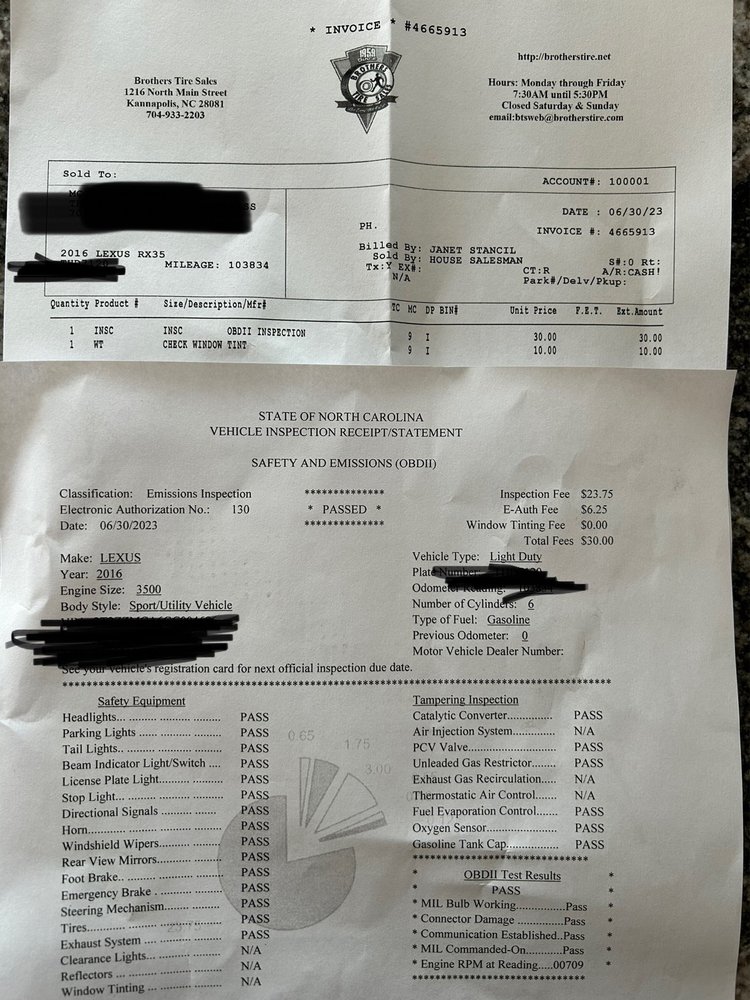 * INVOICE * #4665913
1959
BROTHERS
TIRE SALES
Brothers Tire Sales
1216 North Main Street
Kannapolis, NC 28081
704-933-2203
http://brotherstire.net
Hours: Monday through Friday
7:30AM until 5:30PM
Closed Saturday & Sunday
email:btsweb@brotherstire.com
Sold To:
ACCOUNT#: 100001
SS
DATE : 06/30/23
PH.
INVOICE #: 4665913
Billed By: JANET STANCIL
Sold By: HOUSE SALESMAN S#:0 Rt:
2016 LEXUS RX35
MILEAGE: 103834
Tx:Y EX#: CT:R A/R:CASH!
N/A Park#/Delv/Pkup:
Quantity Product # Size/Description/Mfr# TC MC DP BIN# Unit Price F.E.T. Ext.Amount
1 INSC INSC OBDII INSPECTION 9 I 30.00 30.00
1 WT CHECK WINDOW TINT 9 I 10.00 10.00
STATE OF NORTH CAROLINA
VEHICLE INSPECTION RECEIPT/STATEMENT
SAFETY AND EMISSIONS (OBDII)
Classification: Emissions Inspection ************** Inspection Fee $23.75
Electronic Authorization No.: 130 * PASSED * E-Auth Fee $6.25
Date: 06/30/2023 ************** Window Tinting Fee $0.00
Total Fees $30.00
Make: LEXUS
Year: 2016
Engine Size: 3500
Body Style: Sport/Utility Vehicle
Vehicle Type: Light Duty
Plate Number:
Odometer Reading:
Number of Cylinders: 6
Type of Fuel: Gasoline
Previous Odometer: 0
Motor Vehicle Dealer Number:
See your vehicle's registration card for next official inspection due date.
Safety Equipment
Headlights... ......... ......... ......... PASS
Parking Lights ...... ......... ......... PASS
Tail Lights.. ......... ......... ......... PASS
Beam Indicator Light/Switch .... PASS
License Plate Light.......... ......... PASS
Stop Light... ......... ......... ......... PASS
Directional Signals ...... ......... PASS
Horn........... ......... ......... ......... PASS
Windshield Wipers........ ......... PASS
Rear View Mirrors......... ......... PASS
Foot Brake.. ......... ......... ......... PASS
Emergency Brake . ......... ......... PASS
Steering Mechanism....... ......... PASS
Tires........... ......... ......... ......... PASS
Exhaust System .... ......... ......... PASS
Clearance Lights... ......... ......... N/A
Reflectors .. ......... ......... ......... N/A
Window Tinting ... ......... ......... N/A
0.65
1.75
3.00
Tampering Inspection
Catalytic Converter............. PASS
Air Injection System............ N/A
PCV Valve......................... PASS
Unleaded Gas Restrictor....... PASS
Exhaust Gas Recirculation..... N/A
Thermostatic Air Control....... N/A
Fuel Evaporation Control...... PASS
Oxygen Sensor................... PASS
Gasoline Tank Cap.............. PASS
* OBDII Test Results *
* PASS *
* MIL Bulb Working..............Pass *
* Connector Damage .............Pass *
* Communication Established..Pass *
* MIL Commanded-On............Pass *
* Engine RPM at Reading....00709 *